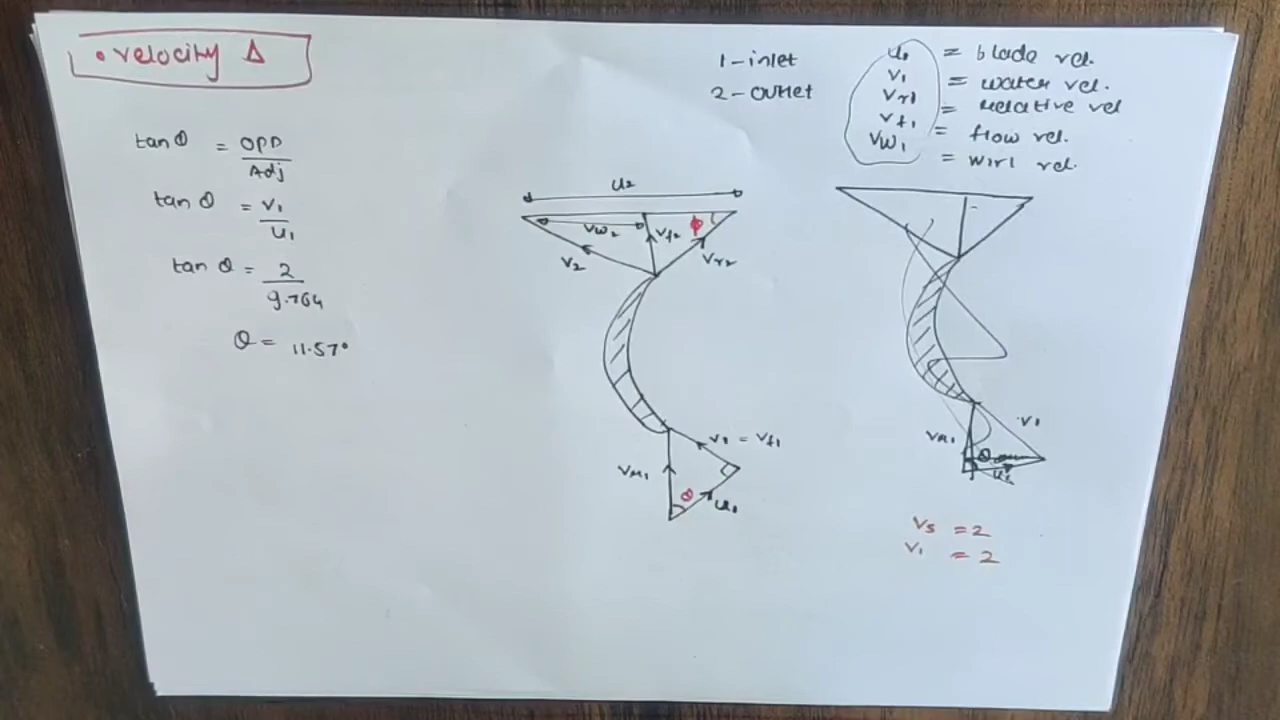 • velocity Δ
1 - inlet
2 - outlet
u₁ = blade vel.
V₁ = water vel.
Vr₁ = relative vel
Vf₁ = flow vel.
Vw₁ = wirl vel.
tan θ = OPP / Adj
tan θ = V₁ / u₁
tan θ = 2 / 9.764
θ = 11.57°
u₂
Vw₂ Vf₂ ϕ
V₂ Vr₂
V₁ = Vf₁
Vr₁ θ u₁
V₁
Vr₁ θ
u₁
Vs = 2
V₁ = 2